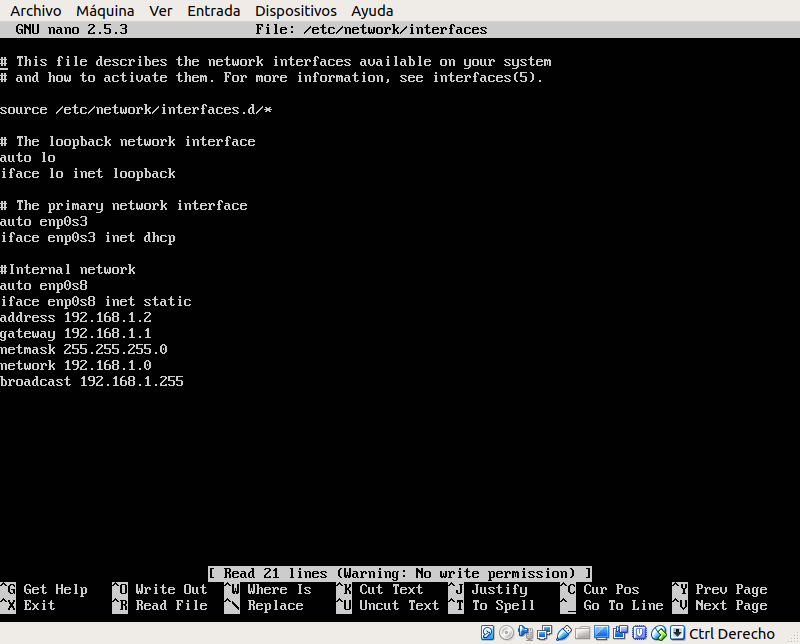 Archivo Máquina Ver Entrada Dispositivos Ayuda
GNU nano 2.5.3 File: /etc/network/interfaces
# This file describes the network interfaces available on your system
# and how to activate them. For more information, see interfaces(5).
source /etc/network/interfaces.d/*
# The loopback network interface
auto lo
iface lo inet loopback
# The primary network interface
auto enp0s3
iface enp0s3 inet dhcp
#Internal network
auto enp0s8
iface enp0s8 inet static
address 192.168.1.2
gateway 192.168.1.1
netmask 255.255.255.0
network 192.168.1.0
broadcast 192.168.1.255
[ Read 21 lines (Warning: No write permission) ]
^G Get Help ^O Write Out ^W Where Is ^K Cut Text ^J Justify ^C Cur Pos ^Y Prev Page
^X Exit ^R Read File ^\ Replace ^U Uncut Text ^T To Spell ^_ Go To Line ^V Next Page
Ctrl Derecho